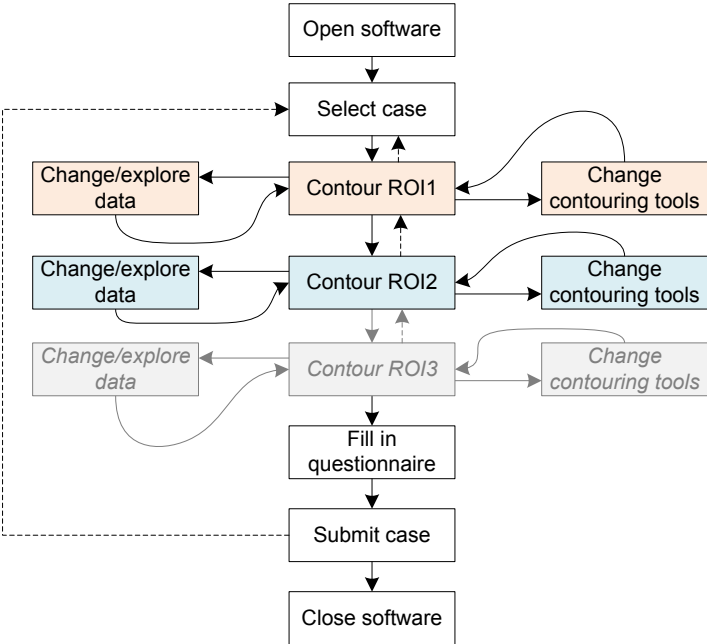 Open software
Select case
Change/explore
data
Contour ROI1
Change
contouring tools
Change/explore
data
Contour ROI2
Change
contouring tools
Change/explore
data
Contour ROI3
Change
contouring tools
Fill in
questionnaire
Submit case
Close software